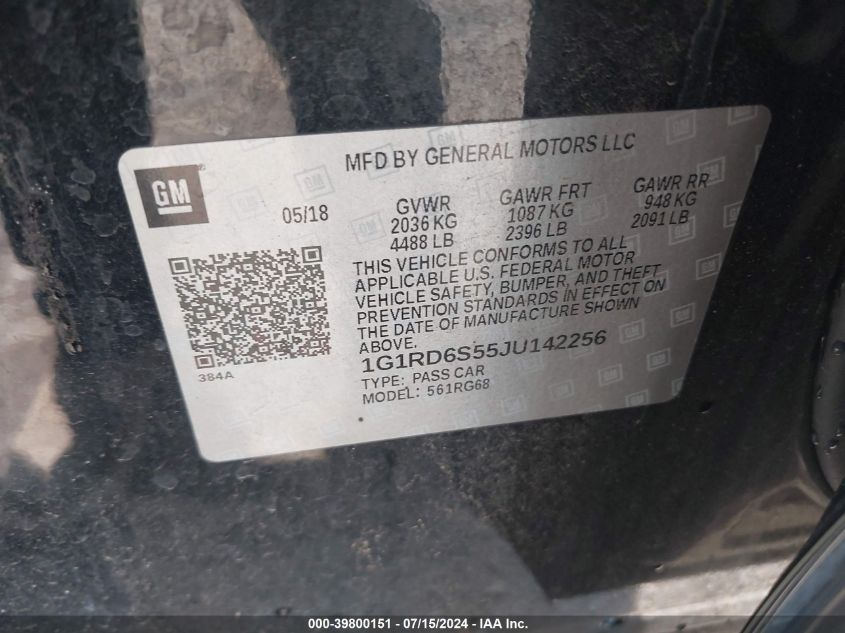 MFD BY GENERAL MOTORS LLC
GM
05/18
GVWR
2036 KG
4488 LB
GAWR FRT
1087 KG
2396 LB
GAWR RR
948 KG
2091 LB
THIS VEHICLE CONFORMS TO ALL
APPLICABLE U.S. FEDERAL MOTOR
VEHICLE SAFETY, BUMPER, AND THEFT
PREVENTION STANDARDS IN EFFECT ON
THE DATE OF MANUFACTURE SHOWN
ABOVE.
1G1RD6S55JU142256
TYPE: PASS CAR
MODEL: 561RG68
384A
000-39800151 - 07/15/2024 - IAA Inc.